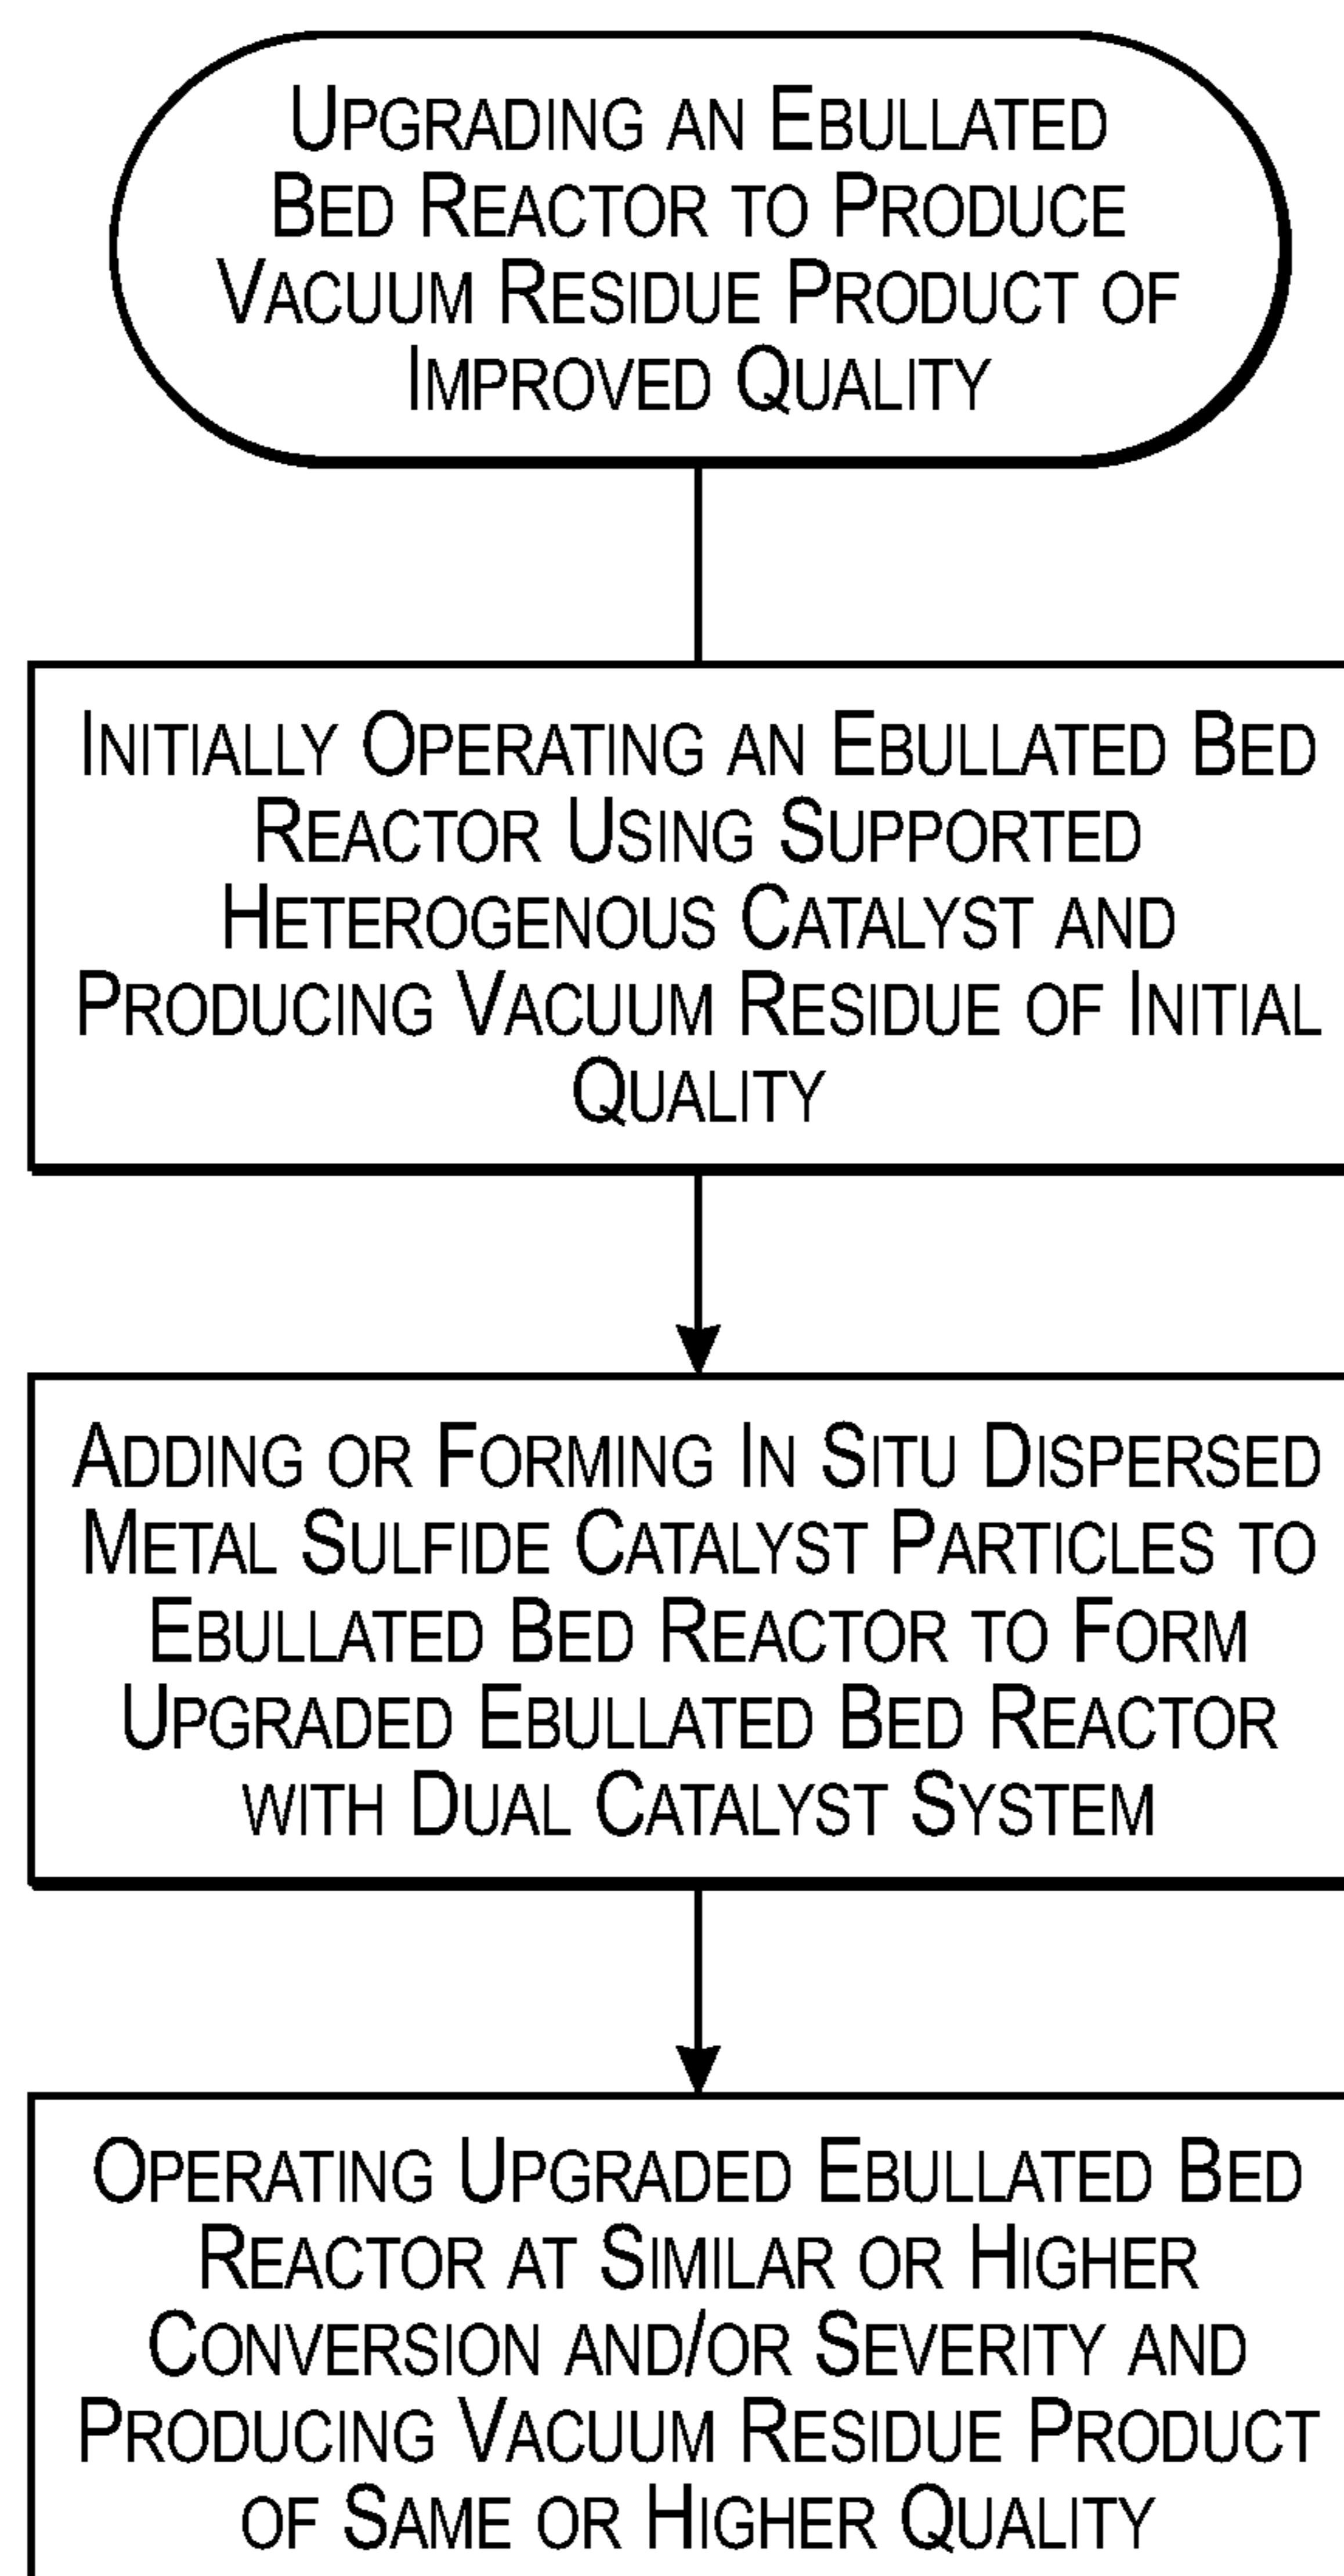 UPGRADING AN EBULLATED
BED REACTOR TO PRODUCE
VACUUM RESIDUE PRODUCT OF
IMPROVED QUALITY
INITIALLY OPERATING AN EBULLATED BED
REACTOR USING SUPPORTED
HETEROGENOUS CATALYST AND
PRODUCING VACUUM RESIDUE OF INITIAL
QUALITY
ADDING OR FORMING IN SITU DISPERSED
METAL SULFIDE CATALYST PARTICLES TO
EBULLATED BED REACTOR TO FORM
UPGRADED EBULLATED BED REACTOR
WITH DUAL CATALYST SYSTEM
OPERATING UPGRADED EBULLATED BED
REACTOR AT SIMILAR OR HIGHER
CONVERSION AND/OR SEVERITY AND
PRODUCING VACUUM RESIDUE PRODUCT
OF SAME OR HIGHER QUALITY